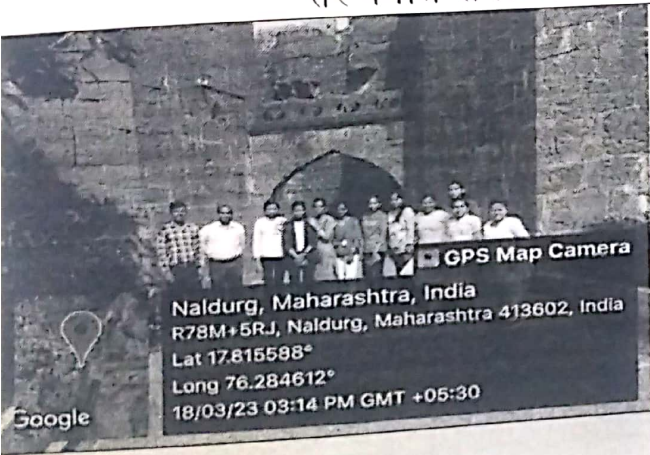 GPS Map Camera
Naldurg, Maharashtra, India
R78M+5RJ, Naldurg, Maharashtra 413602, India
Lat 17.815588°
Long 76.284612°
18/03/23 03:14 PM GMT +05:30
Google